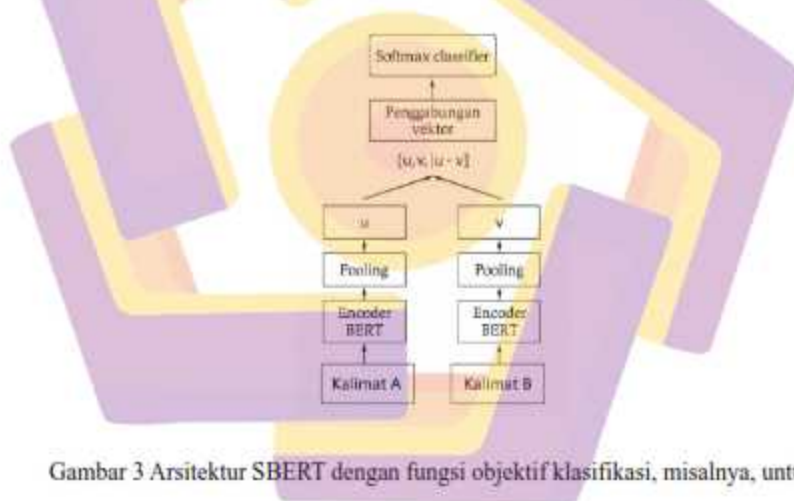 Softmax classifier
Penggabungan
vektor
[u, v, |u - v|]
u
v
Pooling
Pooling
Encoder
BERT
Encoder
BERT
Kalimat A
Kalimat B
Gambar 3 Arsitektur SBERT dengan fungsi objektif klasifikasi, misalnya,